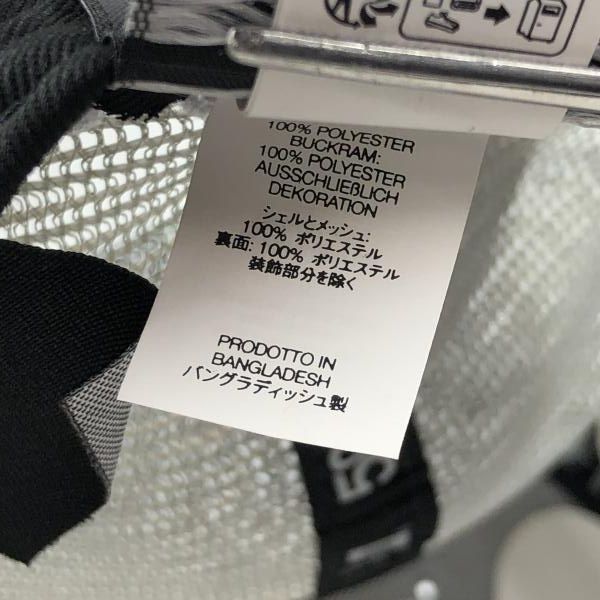 100% POLYESTER
BUCKRAM:
100% POLYESTER
AUSSCHLIEßLICH
DEKORATION
シェルとメッシュ:
100% ポリエステル
裏面: 100% ポリエステル
装飾部分を除く
PRODOTTO IN
BANGLADESH
バングラディッシュ製